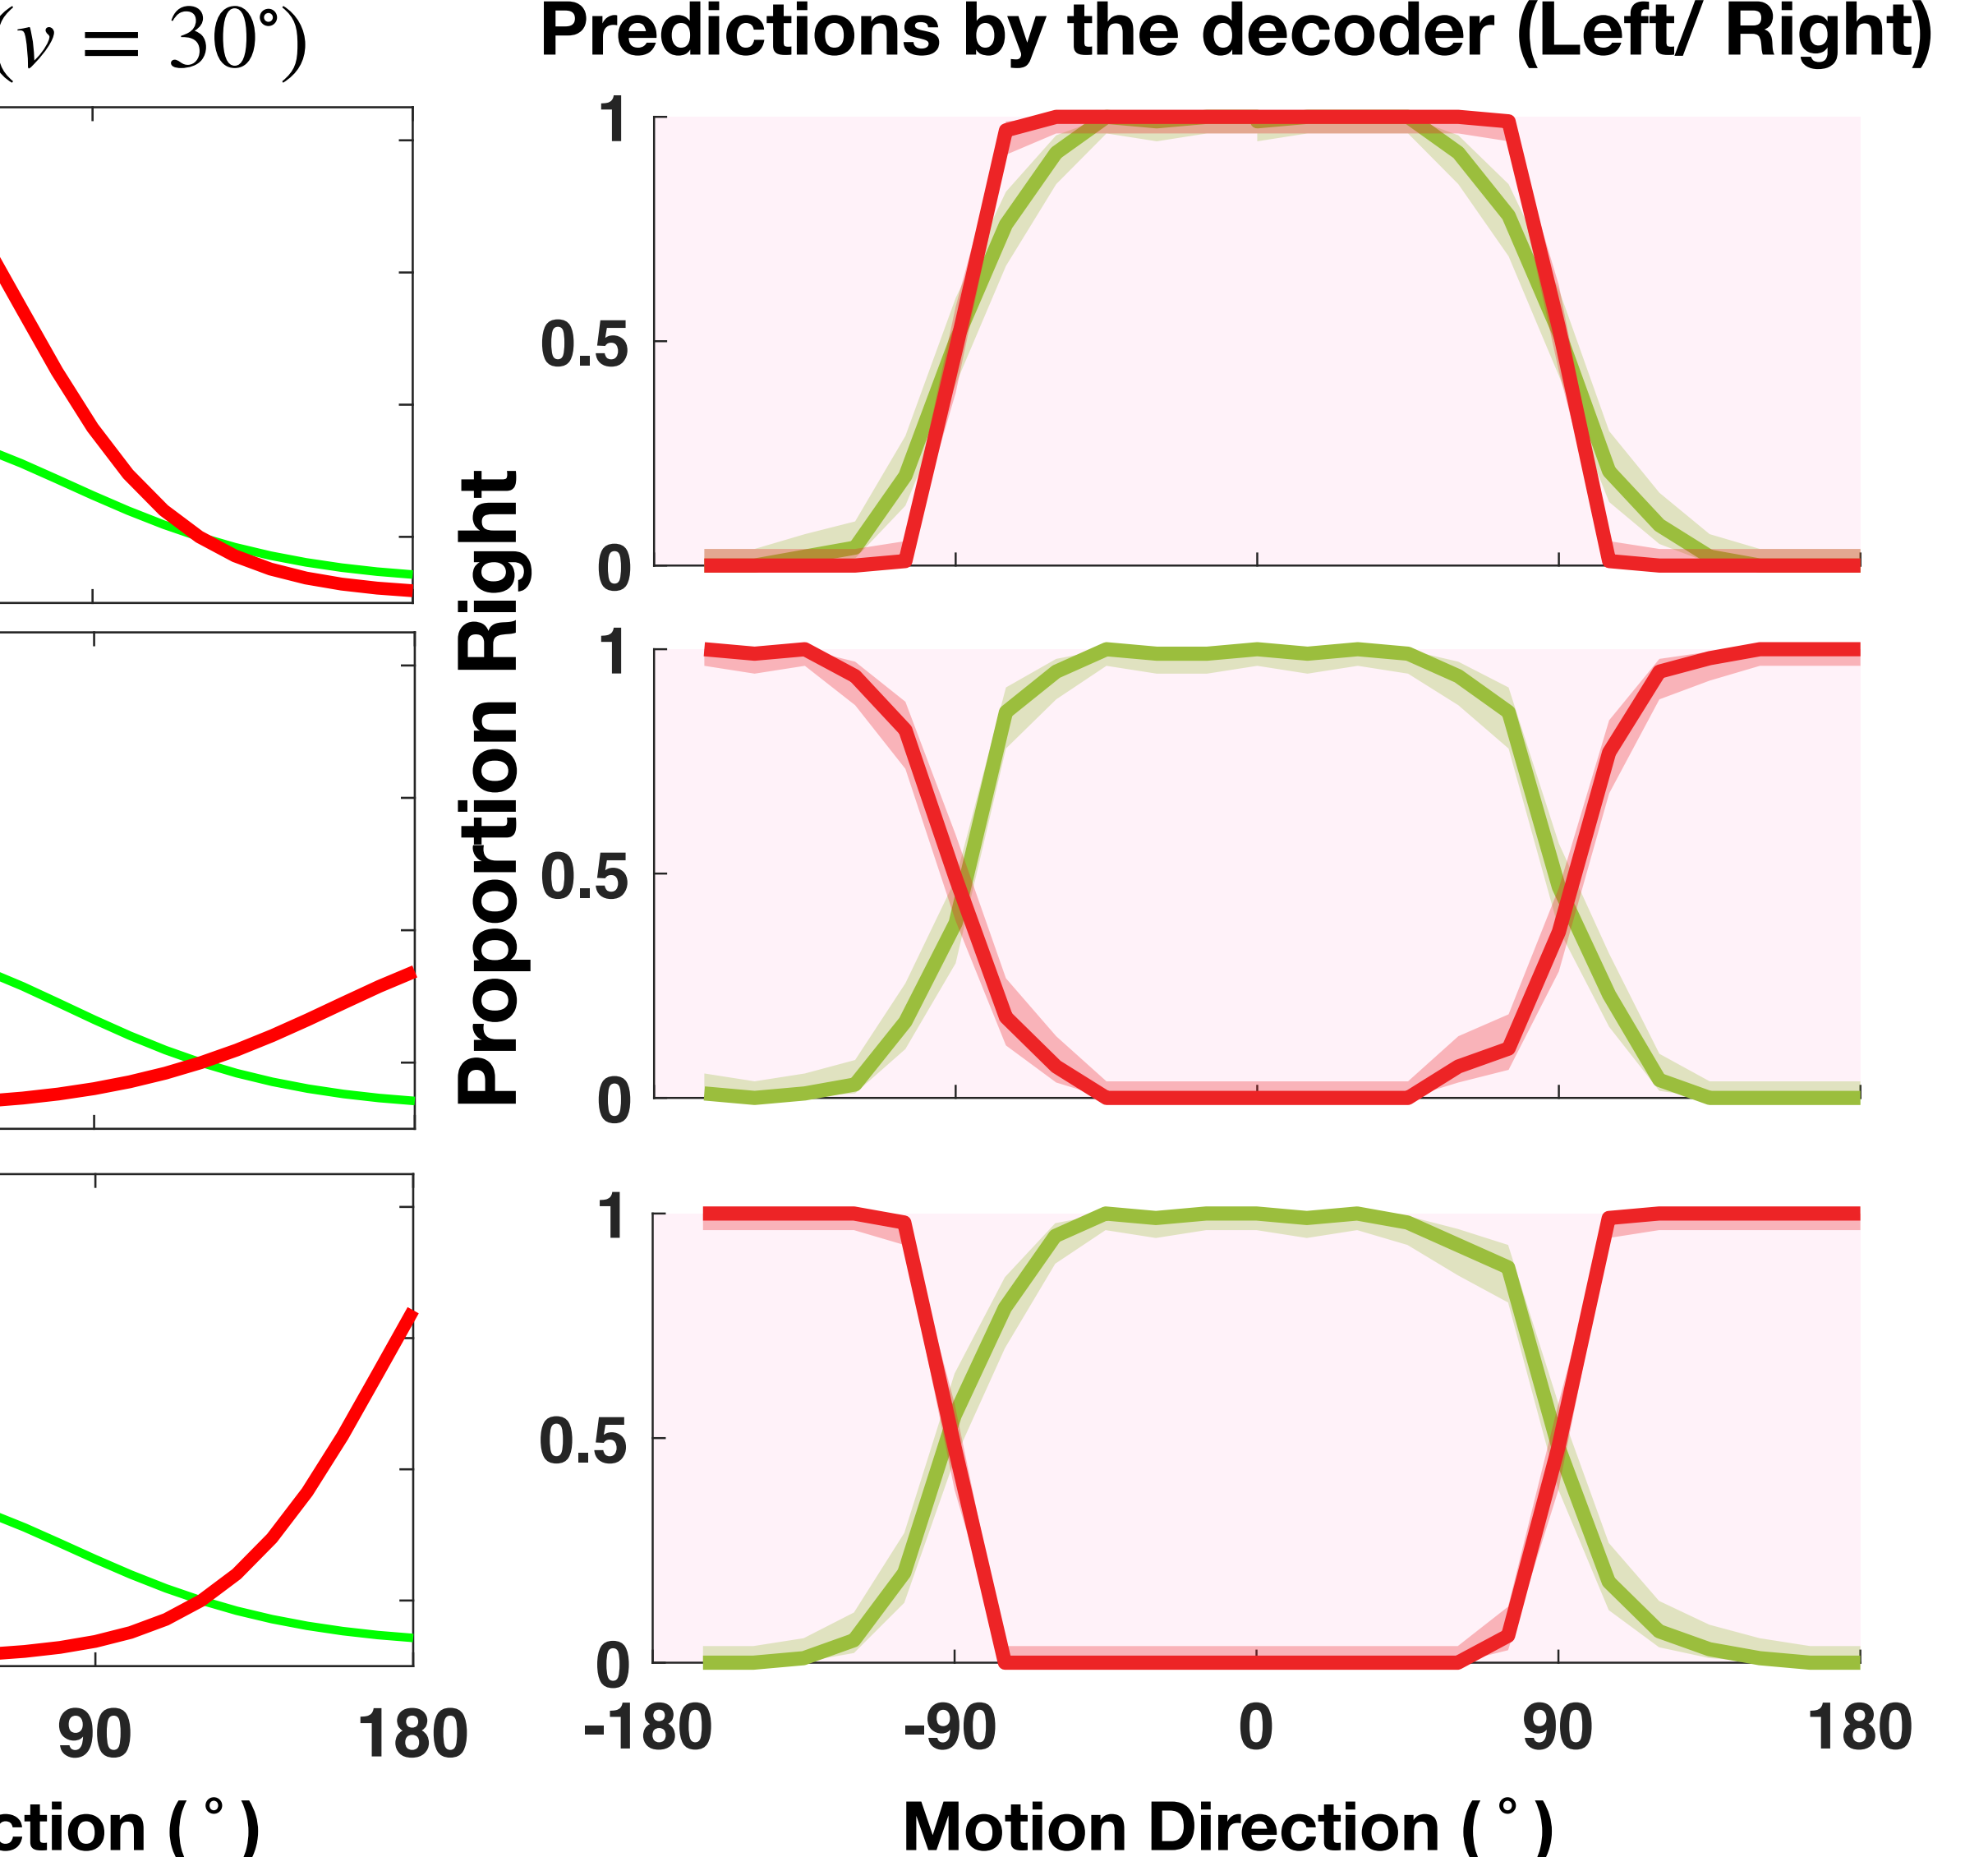 (ν = 30°)
Predictions by the decoder (Left/ Right)
Proportion Right
1
0.5
0
1
0.5
0
1
0.5
0
90 180
-180 -90 0 90 180
ction (°)
Motion Direction (°)